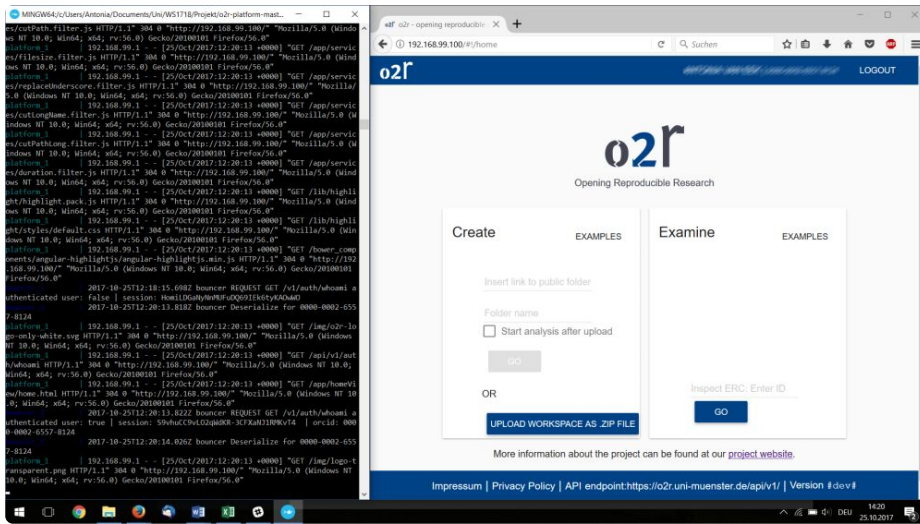 MINGW64:/c/Users/Antonia/Documents/Uni/WS1718/Projekt/o2r-platform-mast...
es/cutPath.filter.js HTTP/1.1" 304 0 "http://192.168.99.100/" "Mozilla/5.0 (Windo
ws NT 10.0; Win64; x64; rv:56.0) Gecko/20100101 Firefox/56.0"
platform_1 | 192.168.99.1 - - [25/Oct/2017:12:20:13 +0000] "GET /app/servic
es/filesize.filter.js HTTP/1.1" 304 0 "http://192.168.99.100/" "Mozilla/5.0 (Wind
ows NT 10.0; Win64; x64; rv:56.0) Gecko/20100101 Firefox/56.0"
platform_1 | 192.168.99.1 - - [25/Oct/2017:12:20:13 +0000] "GET /app/servic
es/replaceUnderscore.filter.js HTTP/1.1" 304 0 "http://192.168.99.100/" "Mozilla/
5.0 (Windows NT 10.0; Win64; x64; rv:56.0) Gecko/20100101 Firefox/56.0"
platform_1 | 192.168.99.1 - - [25/Oct/2017:12:20:13 +0000] "GET /app/servic
es/cutLongName.filter.js HTTP/1.1" 304 0 "http://192.168.99.100/" "Mozilla/5.0 (W
indows NT 10.0; Win64; x64; rv:56.0) Gecko/20100101 Firefox/56.0"
platform_1 | 192.168.99.1 - - [25/Oct/2017:12:20:13 +0000] "GET /app/servic
es/cutPathLong.filter.js HTTP/1.1" 304 0 "http://192.168.99.100/" "Mozilla/5.0 (W
indows NT 10.0; Win64; x64; rv:56.0) Gecko/20100101 Firefox/56.0"
platform_1 | 192.168.99.1 - - [25/Oct/2017:12:20:13 +0000] "GET /app/servic
es/duration.filter.js HTTP/1.1" 304 0 "http://192.168.99.100/" "Mozilla/5.0 (Wind
ows NT 10.0; Win64; x64; rv:56.0) Gecko/20100101 Firefox/56.0"
platform_1 | 192.168.99.1 - - [25/Oct/2017:12:20:13 +0000] "GET /lib/highli
ght/highlight.pack.js HTTP/1.1" 304 0 "http://192.168.99.100/" "Mozilla/5.0 (Wind
ows NT 10.0; Win64; x64; rv:56.0) Gecko/20100101 Firefox/56.0"
platform_1 | 192.168.99.1 - - [25/Oct/2017:12:20:13 +0000] "GET /lib/highli
ght/styles/default.css HTTP/1.1" 304 0 "http://192.168.99.100/" "Mozilla/5.0 (Win
dows NT 10.0; Win64; x64; rv:56.0) Gecko/20100101 Firefox/56.0"
platform_1 | 192.168.99.1 - - [25/Oct/2017:12:20:13 +0000] "GET /bower_comp
onents/angular-highlightjs/angular-highlightjs.min.js HTTP/1.1" 304 0 "http://192
.168.99.100/" "Mozilla/5.0 (Windows NT 10.0; Win64; x64; rv:56.0) Gecko/20100101
Firefox/56.0"
2017-10-25T12:18:15.698Z bouncer REQUEST GET /v1/auth/whoami a
uthenticated user: false | session:
2017-10-25T12:20:13.818Z bouncer Deserialize for 0000-0002-655
7-8124
platform_1 | 192.168.99.1 - - [25/Oct/2017:12:20:13 +0000] "GET /img/o2r-lo
go-only-white.svg HTTP/1.1" 304 0 "http://192.168.99.100/" "Mozilla/5.0 (Windows
NT 10.0; Win64; x64; rv:56.0) Gecko/20100101 Firefox/56.0"
platform_1 | 192.168.99.1 - - [25/Oct/2017:12:20:13 +0000] "GET /api/v1/aut
h/whoami HTTP/1.1" 304 0 "http://192.168.99.100/" "Mozilla/5.0 (Windows NT 10.0;
Win64; x64; rv:56.0) Gecko/20100101 Firefox/56.0"
platform_1 | 192.168.99.1 - - [25/Oct/2017:12:20:13 +0000] "GET /app/homeVi
ew/home.html HTTP/1.1" 304 0 "http://192.168.99.100/" "Mozilla/5.0 (Windows NT 10
.0; Win64; x64; rv:56.0) Gecko/20100101 Firefox/56.0"
2017-10-25T12:20:13.822Z bouncer REQUEST GET /v1/auth/whoami a
uthenticated user: true | session: | orcid: 000
0-0002-6557-8124
2017-10-25T12:20:14.026Z bouncer Deserialize for 0000-0002-655
7-8124
platform_1 | 192.168.99.1 - - [25/Oct/2017:12:20:13 +0000] "GET /img/logo-t
ransparent.png HTTP/1.1" 304 0 "http://192.168.99.100/" "Mozilla/5.0 (Windows NT
10.0; Win64; x64; rv:56.0) Gecko/20100101 Firefox/56.0"
o2r - opening reproducible
192.168.99.100/#!/home
Suchen
o2r
LOGOUT
o2r
Opening Reproducible Research
Create EXAMPLES
Insert link to public folder
Folder name
Start analysis after upload
GO
OR
UPLOAD WORKSPACE AS .ZIP FILE
Examine EXAMPLES
Inspect ERC: Enter ID
GO
More information about the project can be found at our project website.
Impressum | Privacy Policy | API endpoint:https://o2r.uni-muenster.de/api/v1/ | Version #dev#
DEU
14:20
25.10.2017